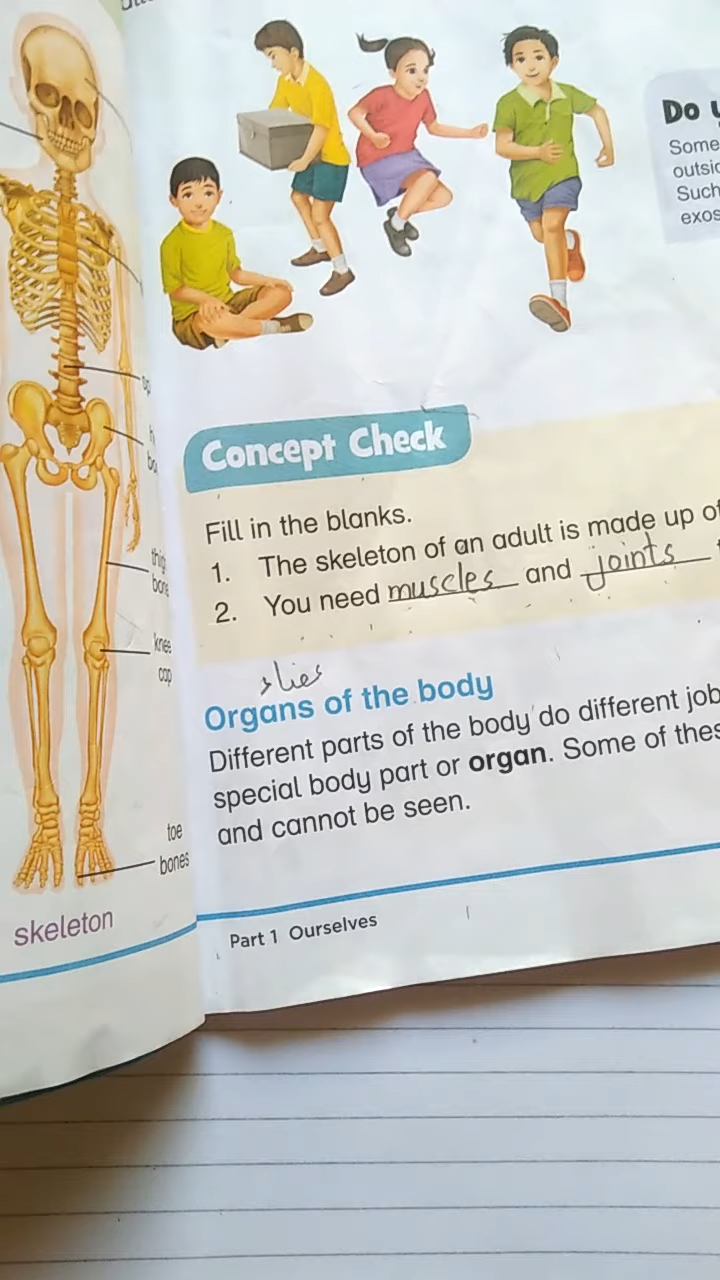 Do
Some
outsid
Such
exos
thig
bone
knee
cap
toe
bones
skeleton
Concept Check
Fill in the blanks.
1. The skeleton of an adult is made up of
2. You need muscles and joints
Organs of the body
Different parts of the body do different job
special body part or organ. Some of thes
and cannot be seen.
Part 1 Ourselves